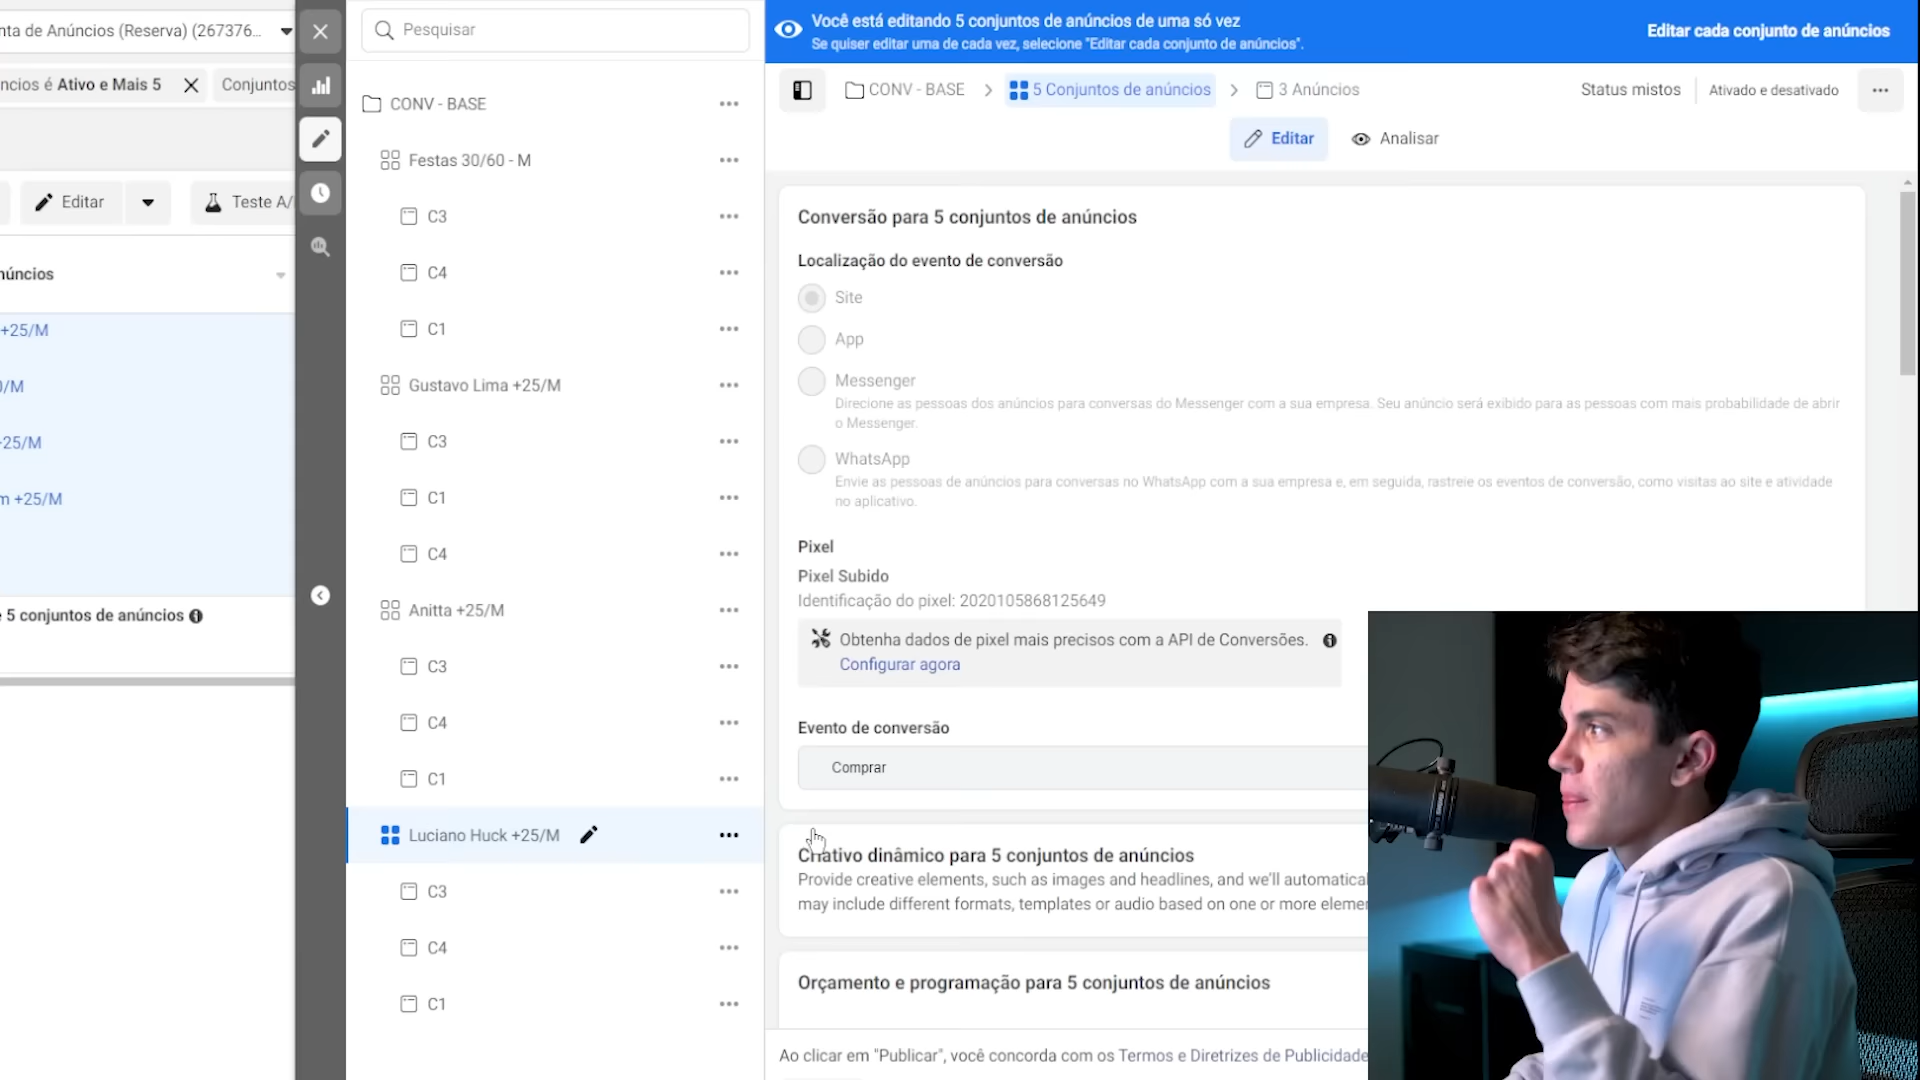 nta de Anúncios (Reserva) (267376...
ncios é Ativo e Mais 5
Conjuntos
Editar
Teste A/
núncios
+25/M
0/M
+25/M
m +25/M
5 conjuntos de anúncios
Pesquisar
CONV - BASE
Festas 30/60 - M
C3
C4
C1
Gustavo Lima +25/M
C3
C1
C4
Anitta +25/M
C3
C4
C1
Luciano Huck +25/M
C3
C4
C1
Você está editando 5 conjuntos de anúncios de uma só vez
Se quiser editar uma de cada vez, selecione "Editar cada conjunto de anúncios".
Editar cada conjunto de anúncios
CONV - BASE
5 Conjuntos de anúncios
3 Anúncios
Status mistos
Ativado e desativado
Editar
Analisar
Conversão para 5 conjuntos de anúncios
Localização do evento de conversão
Site
App
Messenger
Direcione as pessoas dos anúncios para conversas do Messenger com a sua empresa. Seu anúncio será exibido para as pessoas com mais probabilidade de abrir
o Messenger.
WhatsApp
Envie as pessoas de anúncios para conversas no WhatsApp com a sua empresa e, em seguida, rastreie os eventos de conversão, como visitas ao site e atividade
no aplicativo.
Pixel
Pixel Subido
Identificação do pixel: 2020105868125649
Obtenha dados de pixel mais precisos com a API de Conversões.
Configurar agora
Evento de conversão
Comprar
Criativo dinâmico para 5 conjuntos de anúncios
Provide creative elements, such as images and headlines, and we'll automatical
may include different formats, templates or audio based on one or more elemen
Orçamento e programação para 5 conjuntos de anúncios
Ao clicar em "Publicar", você concorda com os Termos e Diretrizes de Publicidade